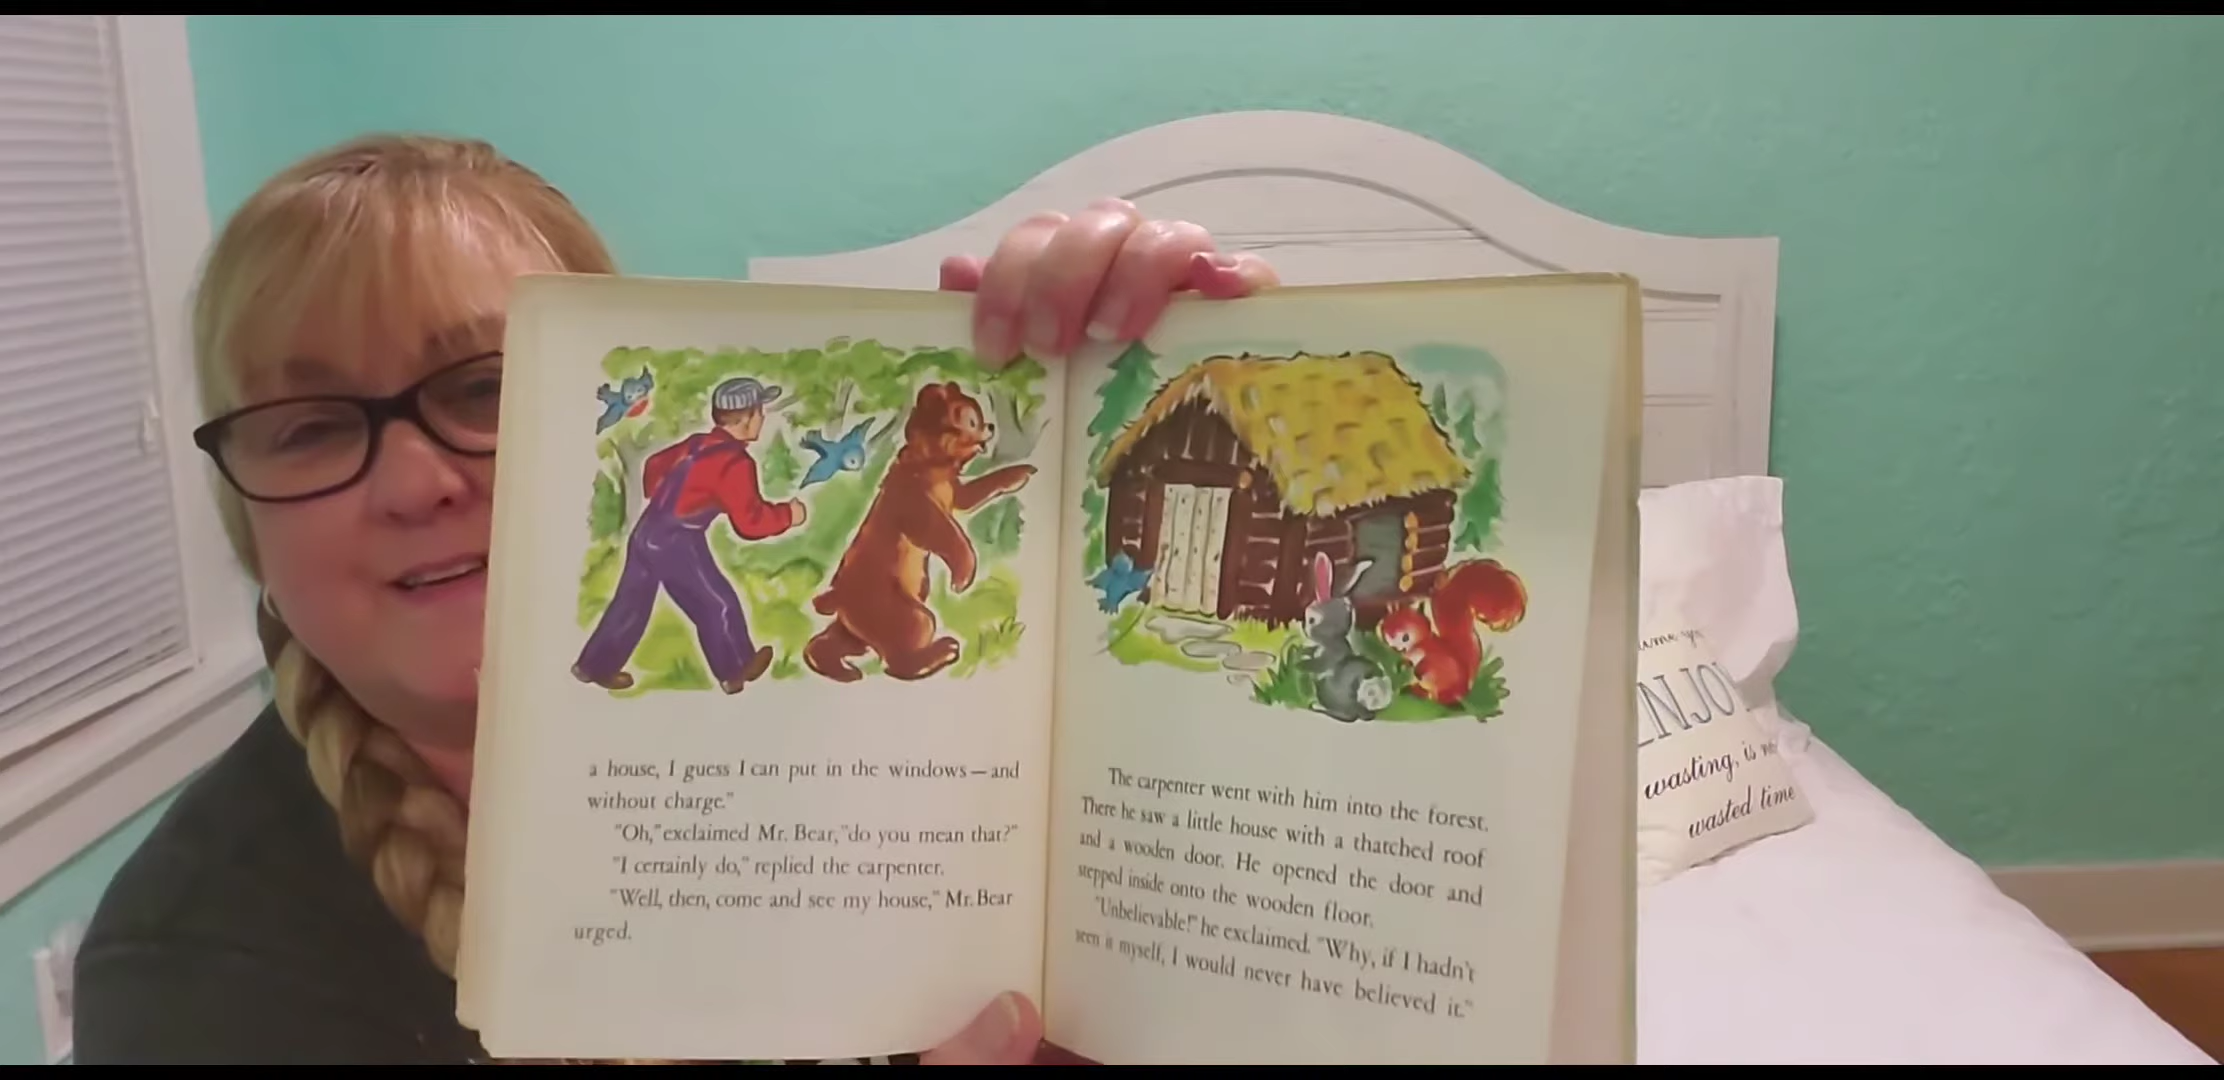 a house, I guess I can put in the windows—and
without charge."
"Oh," exclaimed Mr. Bear, "do you mean that?"
"I certainly do," replied the carpenter.
"Well, then, come and see my house," Mr. Bear
urged.
The carpenter went with him into the forest.
There he saw a little house with a thatched roof
and a wooden door. He opened the door and
stepped inside onto the wooden floor.
"Unbelievable!" he exclaimed. "Why, if I hadn't
seen it myself, I would never have believed it."
NJOY
wasting, is
wasted time